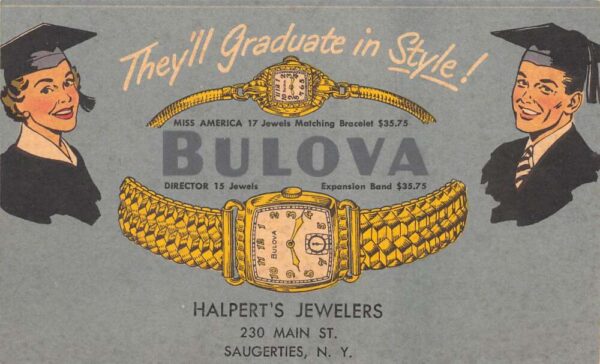 They'll Graduate in Style!
MISS AMERICA 17 Jewels Matching Bracelet $35.75
BULOVA
DIRECTOR 15 Jewels Expansion Band $35.75
BULOVA
HALPERT'S JEWELERS
230 MAIN ST.
SAUGERTIES, N. Y.